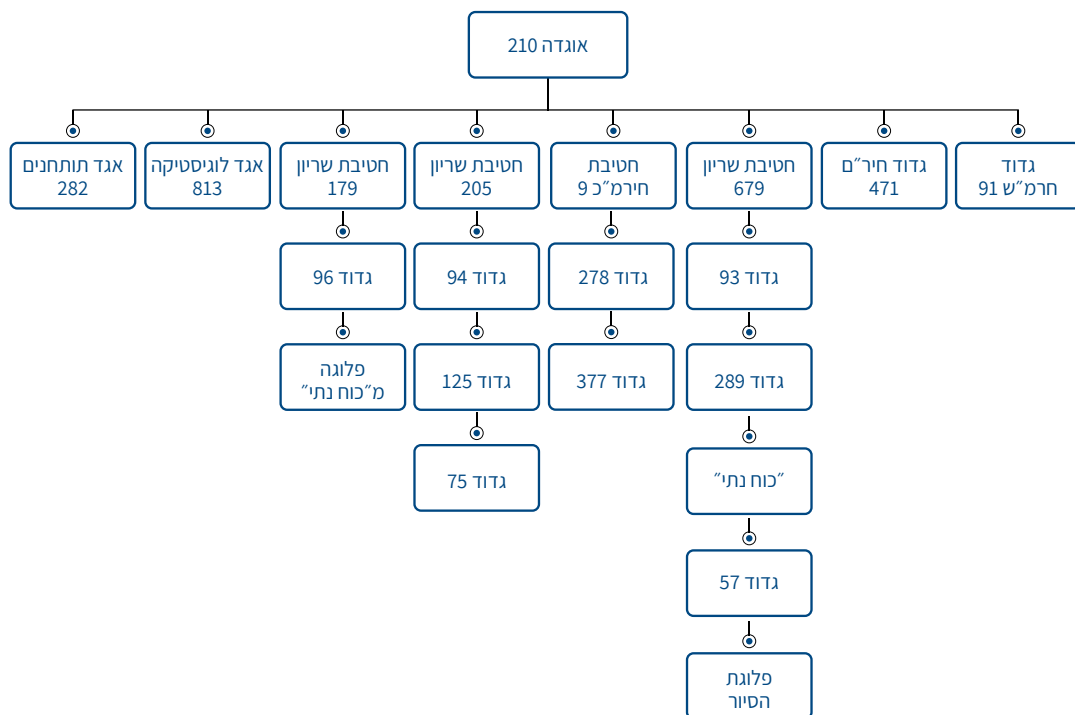 אוגדה 210
גדוד
חרמ״ש 91
גדוד חיר״ם
471
חטיבת שריון
679
חטיבת
חירמ״כ 9
חטיבת שריון
205
חטיבת שריון
179
אגד לוגיסטיקה
813
אגד תותחנים
282
גדוד 93
גדוד 278
גדוד 94
גדוד 96
גדוד 289
גדוד 377
גדוד 125
פלוגה
מ״כוח נתי״
״כוח נתי״
גדוד 75
גדוד 57
פלוגת
הסיור